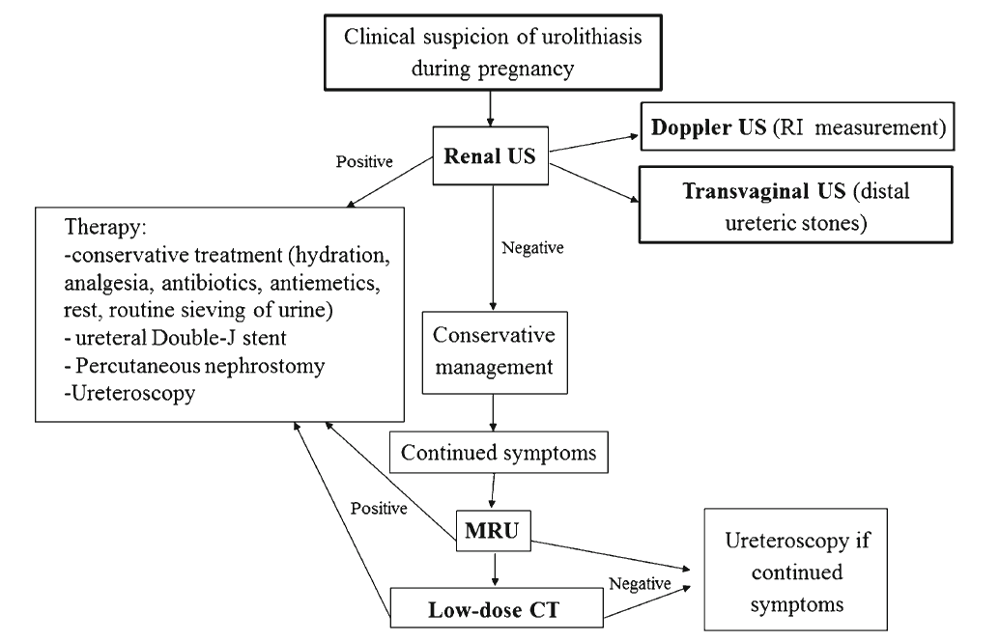 Clinical suspicion of urolithiasis
during pregnancy
Renal US
Doppler US (RI measurement)
Transvaginal US (distal
ureteric stones)
Positive
Negative
Therapy:
-conservative treatment (hydration,
analgesia, antibiotics, antiemetics,
rest, routine sieving of urine)
- ureteral Double-J stent
- Percutaneous nephrostomy
-Ureteroscopy
Conservative
management
Continued symptoms
Positive
MRU
Low-dose CT
Negative
Ureteroscopy if
continued
symptoms